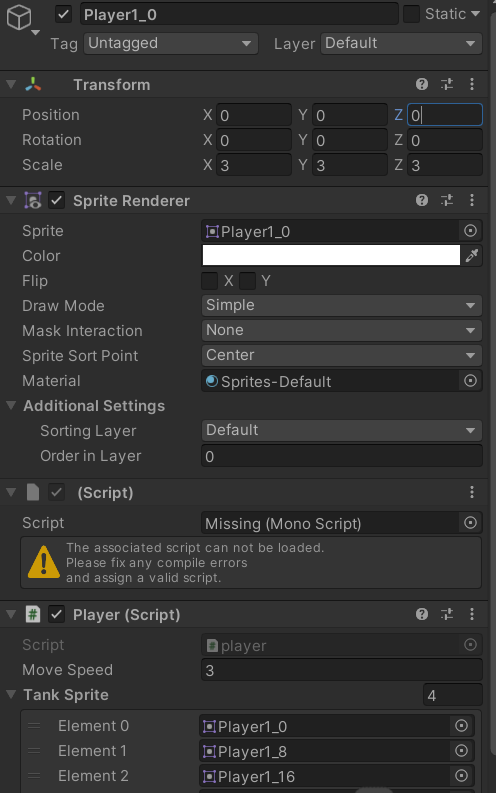 Player1_0 Static
Tag Untagged Layer Default
Transform
Position X 0 Y 0 Z 0
Rotation X 0 Y 0 Z 0
Scale X 3 Y 3 Z 3
Sprite Renderer
Sprite Player1_0
Color
Flip X Y
Draw Mode Simple
Mask Interaction None
Sprite Sort Point Center
Material Sprites-Default
Additional Settings
Sorting Layer Default
Order in Layer 0
(Script)
Script Missing (Mono Script)
The associated script can not be loaded.
Please fix any compile errors
and assign a valid script.
Player (Script)
Script player
Move Speed 3
Tank Sprite 4
Element 0 Player1_0
Element 1 Player1_8
Element 2 Player1_16